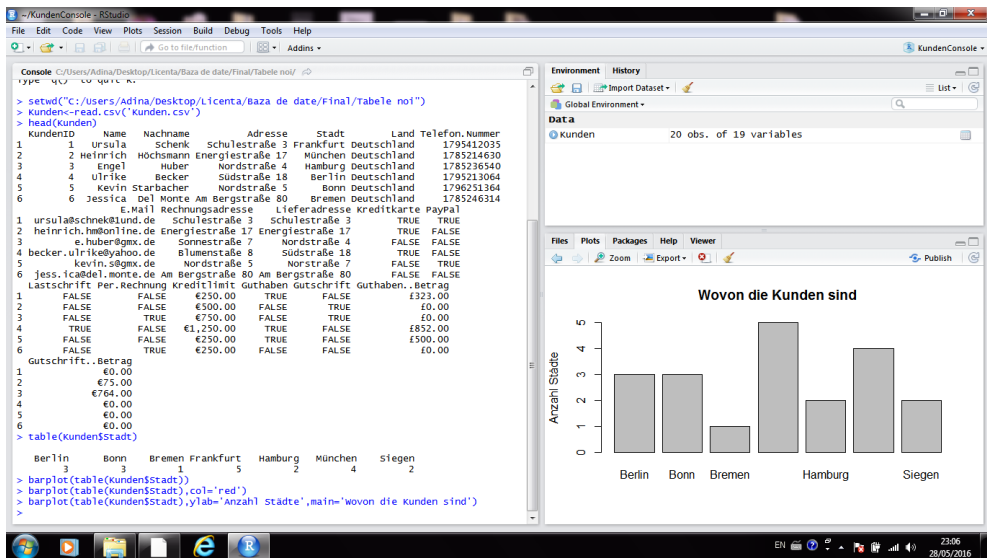 ~/KundenConsole - RStudio
File Edit Code View Plots Session Build Debug Tools Help
Go to file/function Addins KundenConsole
Console C:/Users/Adina/Desktop/Licenta/Baza de date/Final/Tabele noi/
Type 'q()' to quit R.
> setwd("C:/Users/Adina/Desktop/Licenta/Baza de date/Final/Tabele noi")
> Kunden<-read.csv('Kunden.csv')
> head(Kunden)
KundenID Name Nachname Adresse Stadt Land Telefon.Nummer
1 1 Ursula Schenk Schulestraße 3 Frankfurt Deutschland 1795412035
2 2 Heinrich Höchsmann Energiestraße 17 München Deutschland 1785214630
3 3 Engel Huber Nordstraße 4 Hamburg Deutschland 1785236540
4 4 Ulrike Becker Südstraße 18 Berlin Deutschland 1795213064
5 5 Kevin Starbacher Nordstraße 5 Bonn Deutschland 1796251364
6 6 Jessica Del Monte Am Bergstraße 80 Bremen Deutschland 1785246314
E.Mail Rechnungsadresse Lieferadresse Kreditkarte PayPal
1 ursula@schnek@1und.de Schulestraße 3 Schulestraße 3 TRUE TRUE
2 heinrich.hm@online.de Energiestraße 17 Energiestraße 17 TRUE FALSE
3 e.huber@gmx.de Sonnestraße 7 Nordstraße 4 FALSE FALSE
4 becker.ulrike@yahoo.de Blumenstaße 8 Südstraße 18 TRUE FALSE
5 kevin.s@gmx.de Nordstraße 5 Norstraße 7 FALSE TRUE
6 jess.ica@del.monte.de Am Bergstraße 80 Am Bergstraße 80 FALSE FALSE
Lastschrift Per.Rechnung Kreditlimit Guthaben Gutschrift Guthaben..Betrag
1 FALSE FALSE €250.00 TRUE FALSE £323.00
2 FALSE FALSE €500.00 FALSE TRUE £0.00
3 FALSE TRUE €750.00 FALSE TRUE £0.00
4 TRUE FALSE €1,250.00 TRUE FALSE £852.00
5 FALSE FALSE €250.00 TRUE FALSE £500.00
6 FALSE TRUE €250.00 FALSE FALSE £0.00
Gutschrift..Betrag
1 €0.00
2 €75.00
3 €764.00
4 €0.00
5 €0.00
6 €0.00
> table(Kunden$Stadt)
Berlin Bonn Bremen Frankfurt Hamburg München Siegen
3 3 1 5 2 4 2
> barplot(table(Kunden$Stadt))
> barplot(table(Kunden$Stadt),col='red')
> barplot(table(Kunden$Stadt),ylab='Anzahl Städte',main='Wovon die Kunden sind')
>
Environment History
Import Dataset List
Global Environment
Data
Kunden 20 obs. of 19 variables
Files Plots Packages Help Viewer
Zoom Export Publish
Wovon die Kunden sind
Anzahl Städte
5
4
3
2
1
0
Berlin Bonn Bremen Hamburg Siegen
EN 23:06
28/05/2016